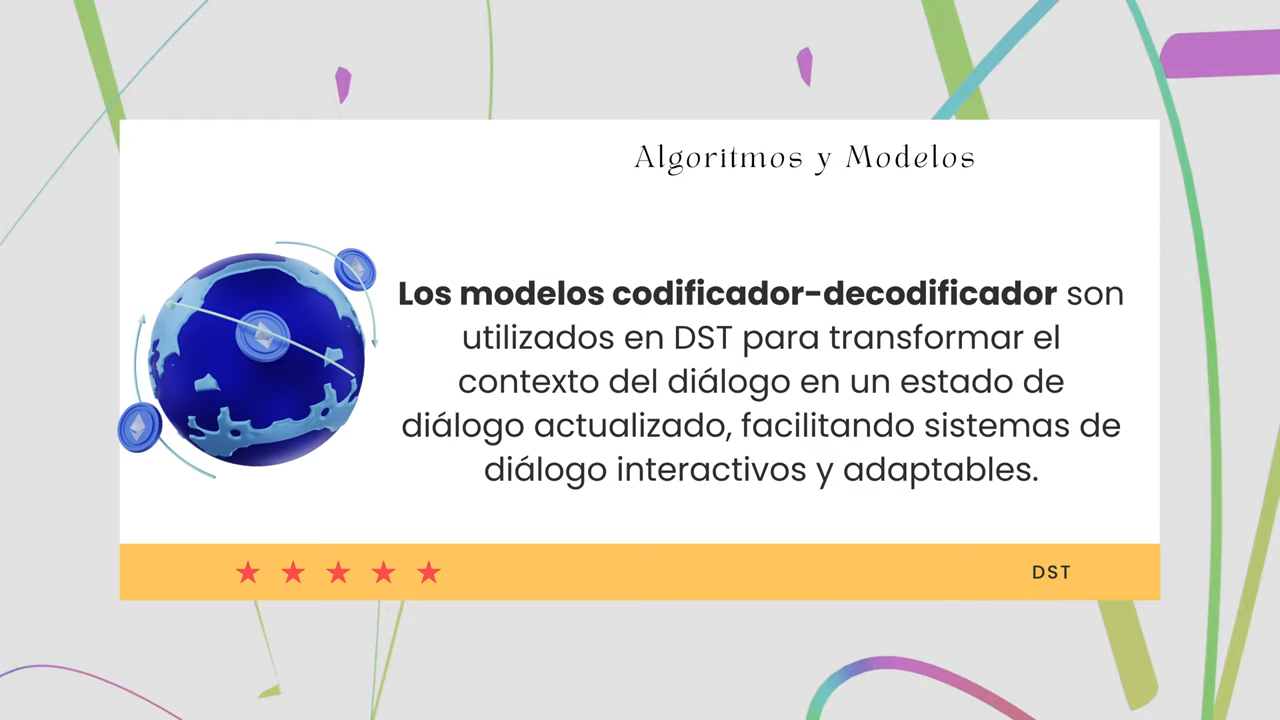 Algoritmos y Modelos
Los modelos codificador-decodificador son
utilizados en DST para transformar el
contexto del diálogo en un estado de
diálogo actualizado, facilitando sistemas de
diálogo interactivos y adaptables.
DST